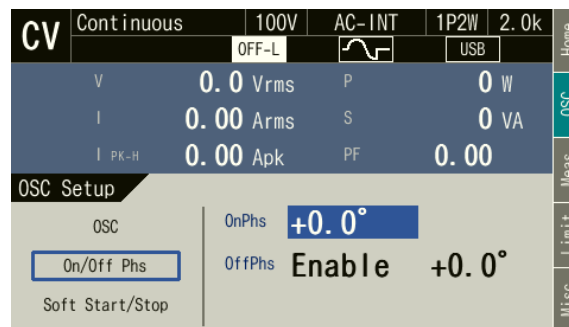 CV Continuous 100V AC-INT 1P2W 2.0k
OFF-L USB
V 0.0 Vrms P 0 W
I 0.00 Arms S 0 VA
I PK-H 0.00 Apk PF 0.00
OSC Setup
OSC OnPhs +0.0°
On/Off Phs OffPhs Enable +0.0°
Soft Start/Stop
Home
OSC
Meas
Limit
Misc